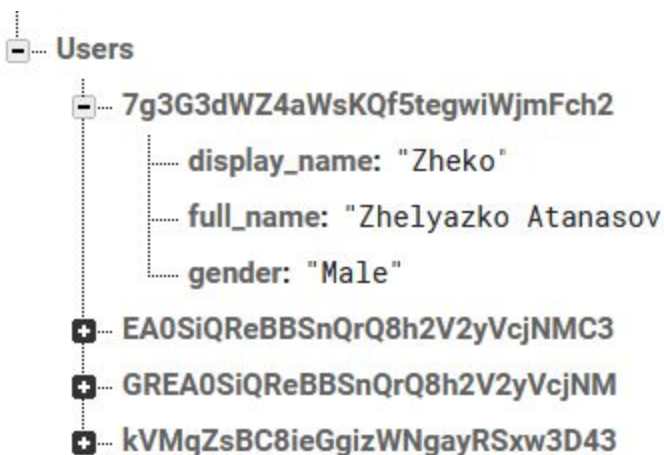 Users
7g3G3dWZ4aWsKQf5tegwiWjmFch2
display_name: "Zheko"
full_name: "Zhelyazko Atanasov
gender: "Male"
EA0SiQReBBSnQrQ8h2V2yVcjNMC3
GREA0SiQReBBSnQrQ8h2V2yVcjNM
kVMqZsBC8ieGgizWNgayRSxw3D43